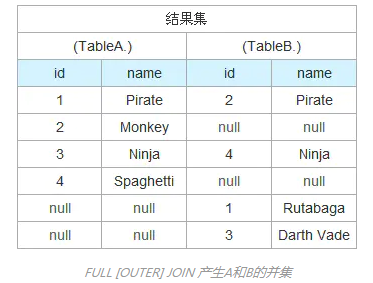 结果集
(TableA.) (TableB.)
id name id name
1 Pirate 2 Pirate
2 Monkey null null
3 Ninja 4 Ninja
4 Spaghetti null null
null null 1 Rutabaga
null null 3 Darth Vade
FULL [OUTER] JOIN 产生A和B的并集